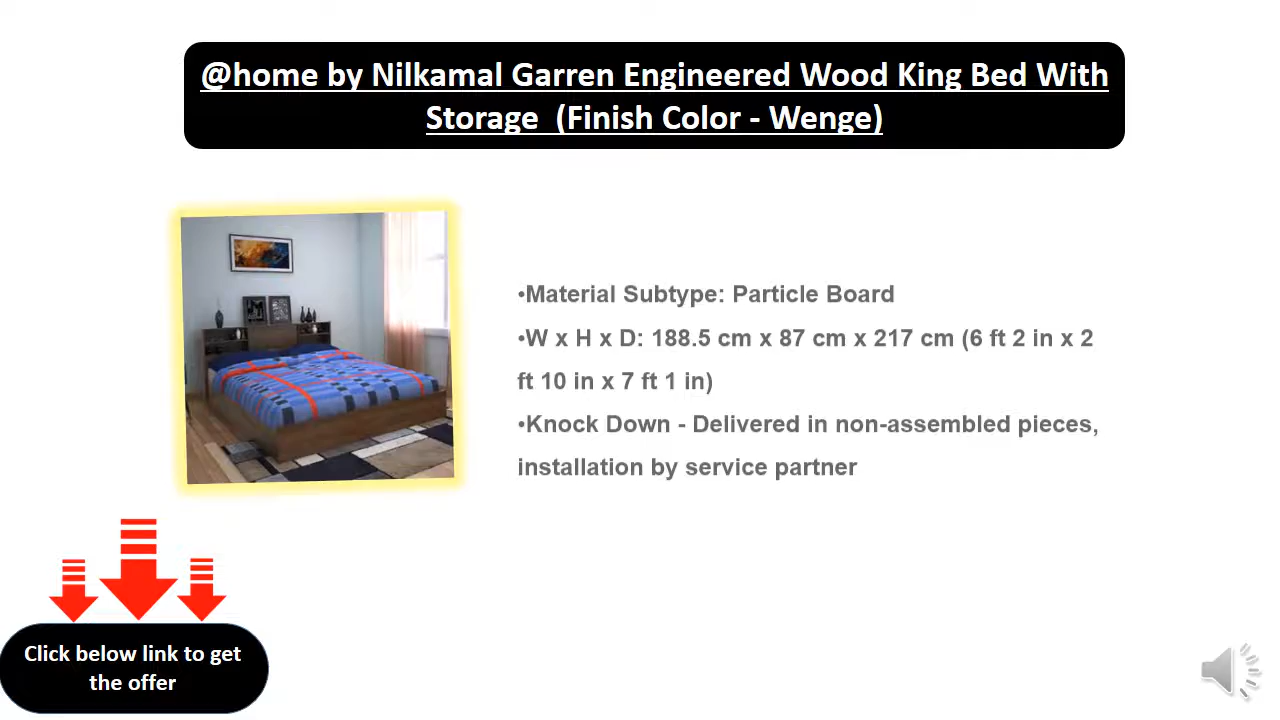 @home by Nilkamal Garren Engineered Wood King Bed With
Storage  (Finish Color - Wenge)
•Material Subtype: Particle Board
•W x H x D: 188.5 cm x 87 cm x 217 cm (6 ft 2 in x 2
ft 10 in x 7 ft 1 in)
•Knock Down - Delivered in non-assembled pieces,
installation by service partner
Click below link to get
the offer